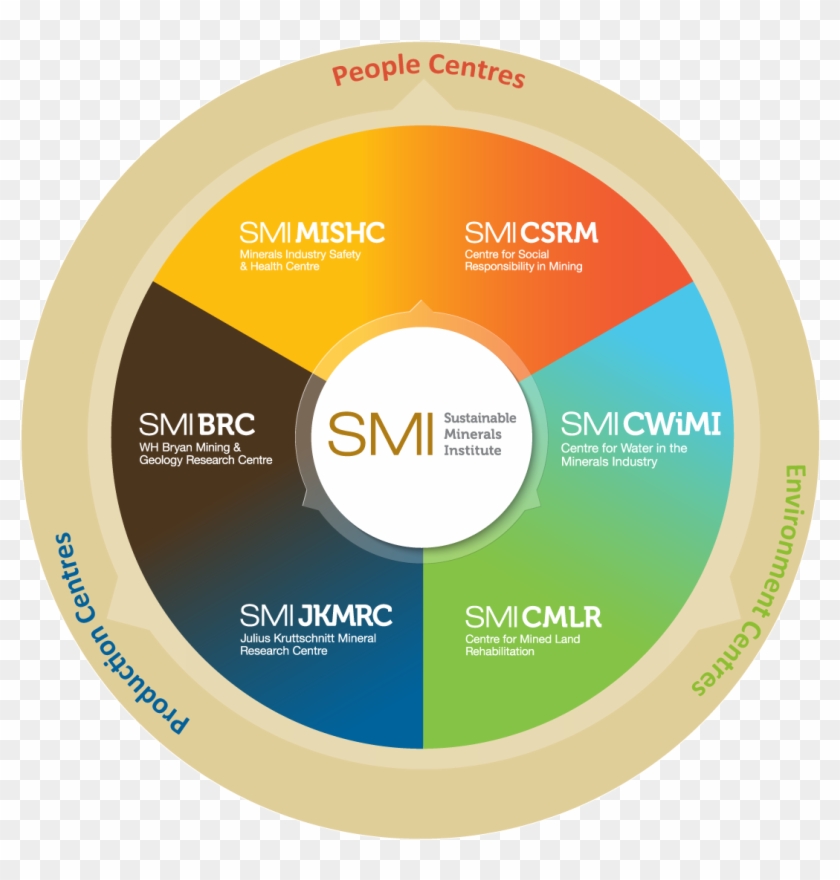 People Centres
SMI MISHC
Minerals Industry Safety
& Health Centre
SMI CSRM
Centre for Social
Responsibility in Mining
SMI BRC
WH Bryan Mining &
Geology Research Centre
SMI
Sustainable
Minerals
Institute
SMI CWiMI
Centre for Water in the
Minerals Industry
SMI JKMRC
Julius Kruttschnitt Mineral
Research Centre
SMI CMLR
Centre for Mined Land
Rehabilitation
Production Centres
Environment Centres